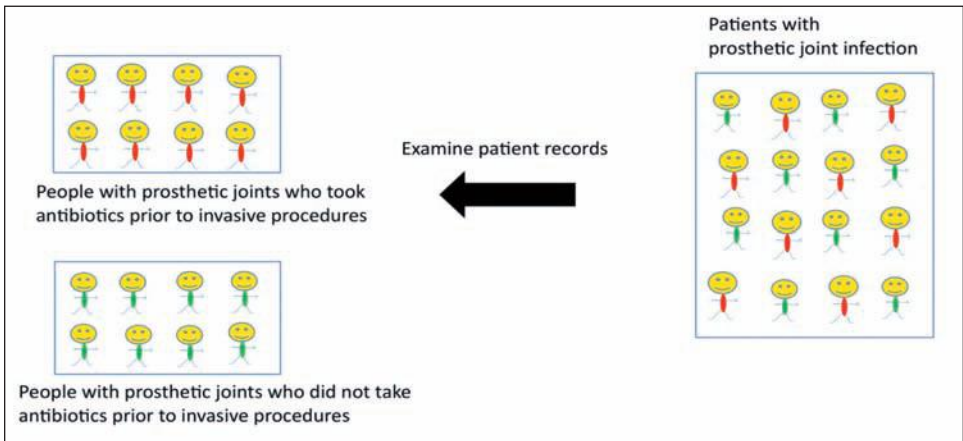 Patients with
prosthetic joint infection
Examine patient records
People with prosthetic joints who took
antibiotics prior to invasive procedures
People with prosthetic joints who did not take
antibiotics prior to invasive procedures